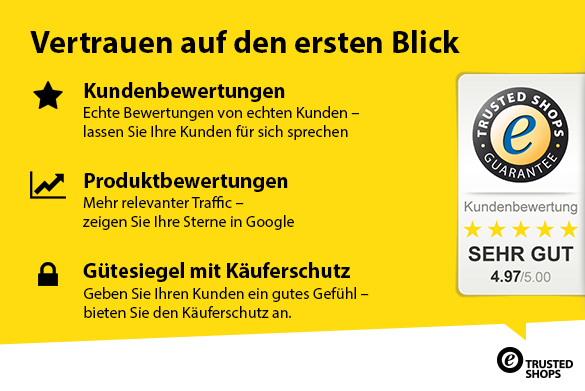 Vertrauen auf den ersten Blick
Kundenbewertungen
Echte Bewertungen von echten Kunden –
lassen Sie Ihre Kunden für sich sprechen
Produktbewertungen
Mehr relevanter Traffic –
zeigen Sie Ihre Sterne in Google
Gütesiegel mit Käuferschutz
Geben Sie Ihren Kunden ein gutes Gefühl –
bieten Sie den Käuferschutz an.
TRUSTED SHOPS
e
GUARANTEE
Kundenbewertung
SEHR GUT
4.97/5.00
e TRUSTED
SHOPS